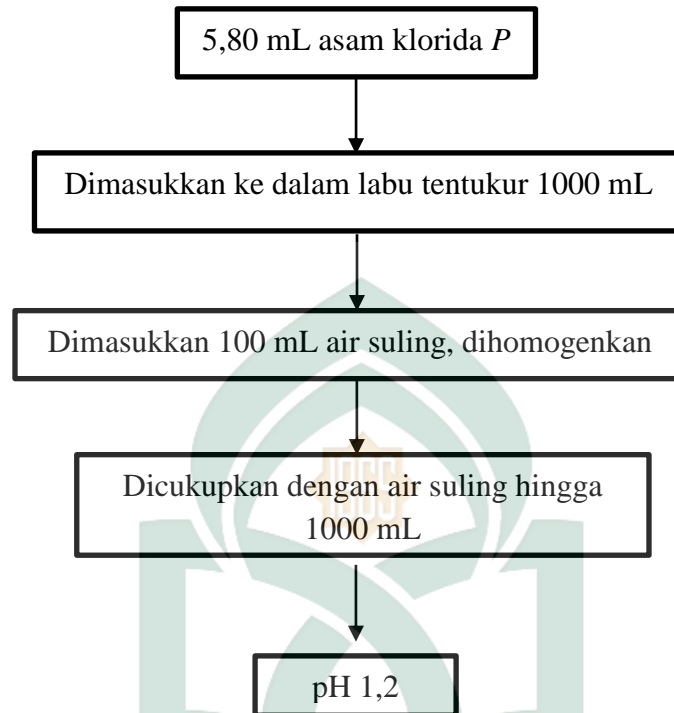 5,80 mL asam klorida P
Dimasukkan ke dalam labu tentukur 1000 mL
Dimasukkan 100 mL air suling, dihomogenkan
Dicukupkan dengan air suling hingga
1000 mL
pH 1,2